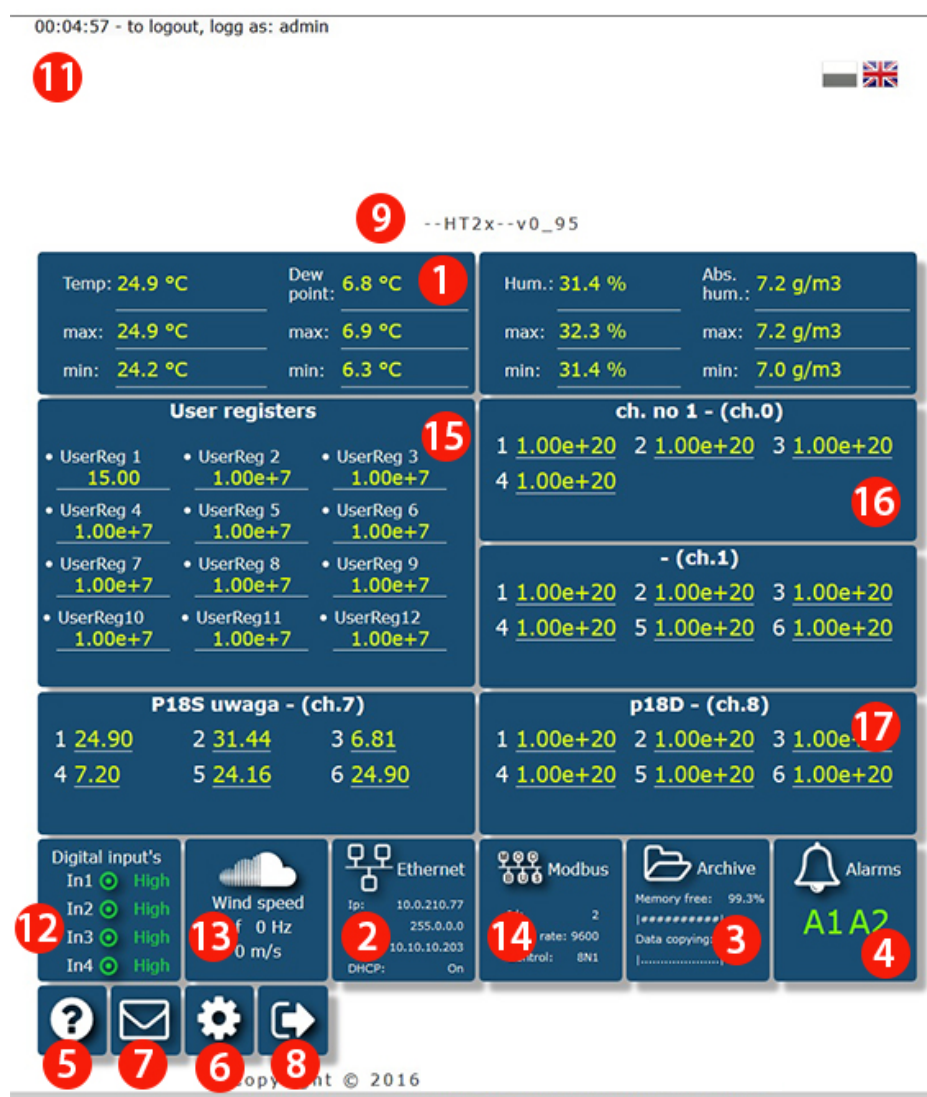 00:04:57 - to logout, logg as: admin
11
9 --HT2x--v0_95
Temp: 24.9 °C Dew point: 6.8 °C 1
max: 24.9 °C max: 6.9 °C
min: 24.2 °C min: 6.3 °C
Hum.: 31.4 % Abs. hum.: 7.2 g/m3
max: 32.3 % max: 7.2 g/m3
min: 31.4 % min: 7.0 g/m3
User registers 15
• UserReg 1 • UserReg 2 • UserReg 3
15.00 1.00e+7 1.00e+7
• UserReg 4 • UserReg 5 • UserReg 6
1.00e+7 1.00e+7 1.00e+7
• UserReg 7 • UserReg 8 • UserReg 9
1.00e+7 1.00e+7 1.00e+7
• UserReg10 • UserReg11 • UserReg12
1.00e+7 1.00e+7 1.00e+7
ch. no 1 - (ch.0)
1 1.00e+20 2 1.00e+20 3 1.00e+20
4 1.00e+20 16
- (ch.1)
1 1.00e+20 2 1.00e+20 3 1.00e+20
4 1.00e+20 5 1.00e+20 6 1.00e+20
P18S uwaga - (ch.7)
1 24.90 2 31.44 3 6.81
4 7.20 5 24.16 6 24.90
p18D - (ch.8) 17
1 1.00e+20 2 1.00e+20 3 1.00e
4 1.00e+20 5 1.00e+20 6 1.00e+20
Digital input's
In1 High
In2 High
12 In3 High
In4 High
Wind speed
13 f 0 Hz
0 m/s
Ethernet
Ip: 10.0.210.77
255.0.0.0
2 10.10.10.203
DHCP: On
Modbus
2
14 rate: 9600
8N1
Archive
Memory free: 99.3%
|##########|
Data copying: 3
|......................|
Alarms
A1 A2
4
?
5 7 6 8
© 2016